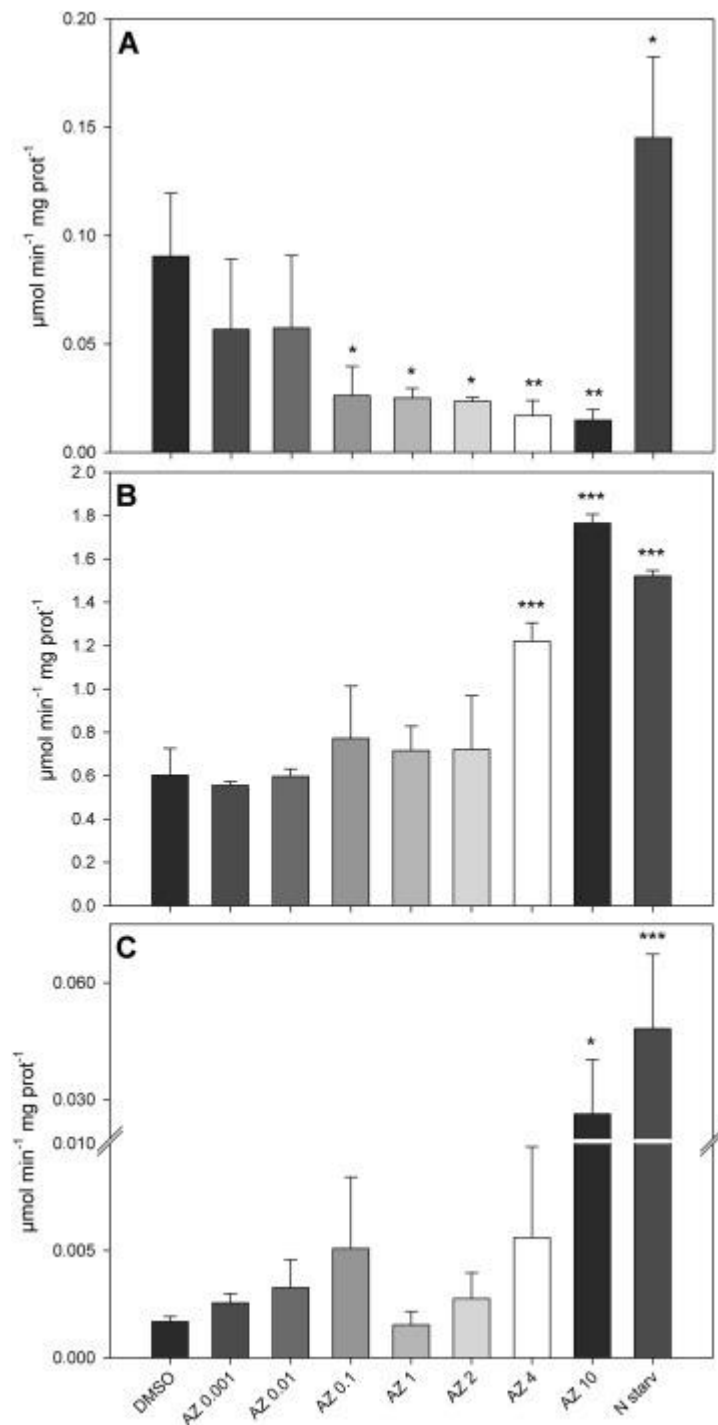 A
µmol min⁻¹ mg prot⁻¹
0.20
0.15
0.10
0.05
0.00
*
*
*
**
**
*
B
µmol min⁻¹ mg prot⁻¹
2.0
1.8
1.6
1.4
1.2
1.0
0.8
0.6
0.4
0.2
0.0
***
***
***
C
µmol min⁻¹ mg prot⁻¹
0.060
0.030
0.010
0.005
0.000
*
***
DMSO
AZ 0.001
AZ 0.01
AZ 0.1
AZ 1
AZ 2
AZ 4
AZ 10
N starv